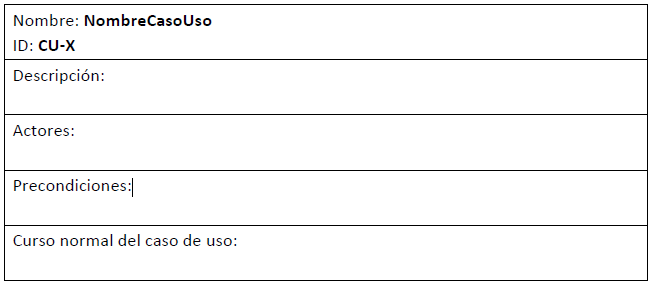 Nombre: NombreCasoUso
ID: CU-X
Descripción:
Actores:
Precondiciones:
Curso normal del caso de uso: